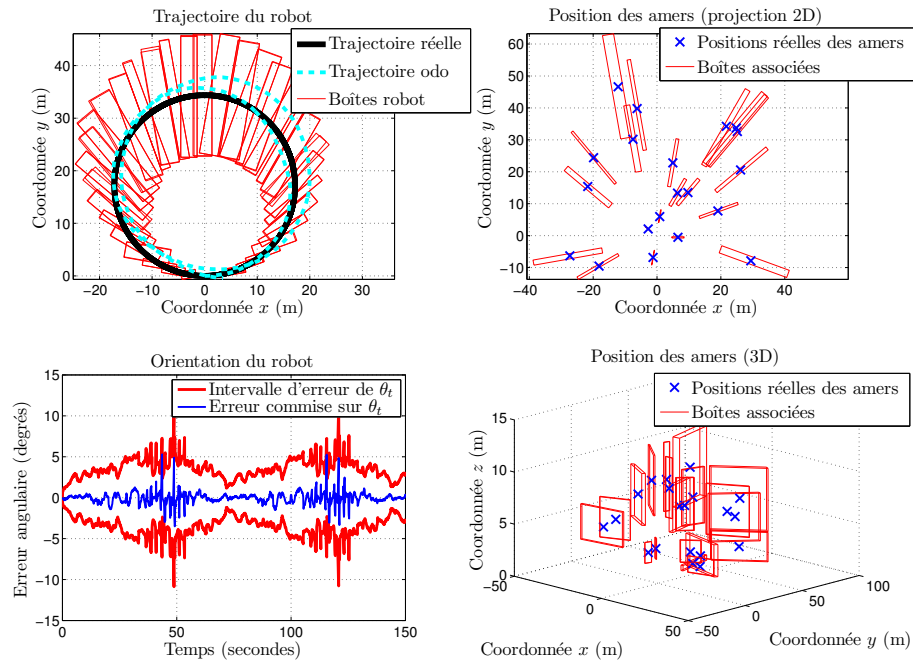 Trajectoire du robot
Trajectoire réelle
Trajectoire odo
Boîtes robot
Coordonnée y (m)
0
10
20
30
40
−20
−10
0
10
20
30
Coordonnée x (m)
Position des amers (projection 2D)
Positions réelles des amers
Boîtes associées
Coordonnée y (m)
−10
0
10
20
30
40
50
60
−40
−20
0
20
40
Coordonnée x (m)
Orientation du robot
Intervalle d'erreur de θt
Erreur commise sur θt
Erreur angulaire (degrés)
15
10
5
0
−5
−10
−15
0
50
100
150
Temps (secondes)
Position des amers (3D)
Positions réelles des amers
Boîtes associées
Coordonnée z (m)
15
10
5
0
−50
0
50
Coordonnée x (m)
−50
0
50
100
Coordonnée y (m)